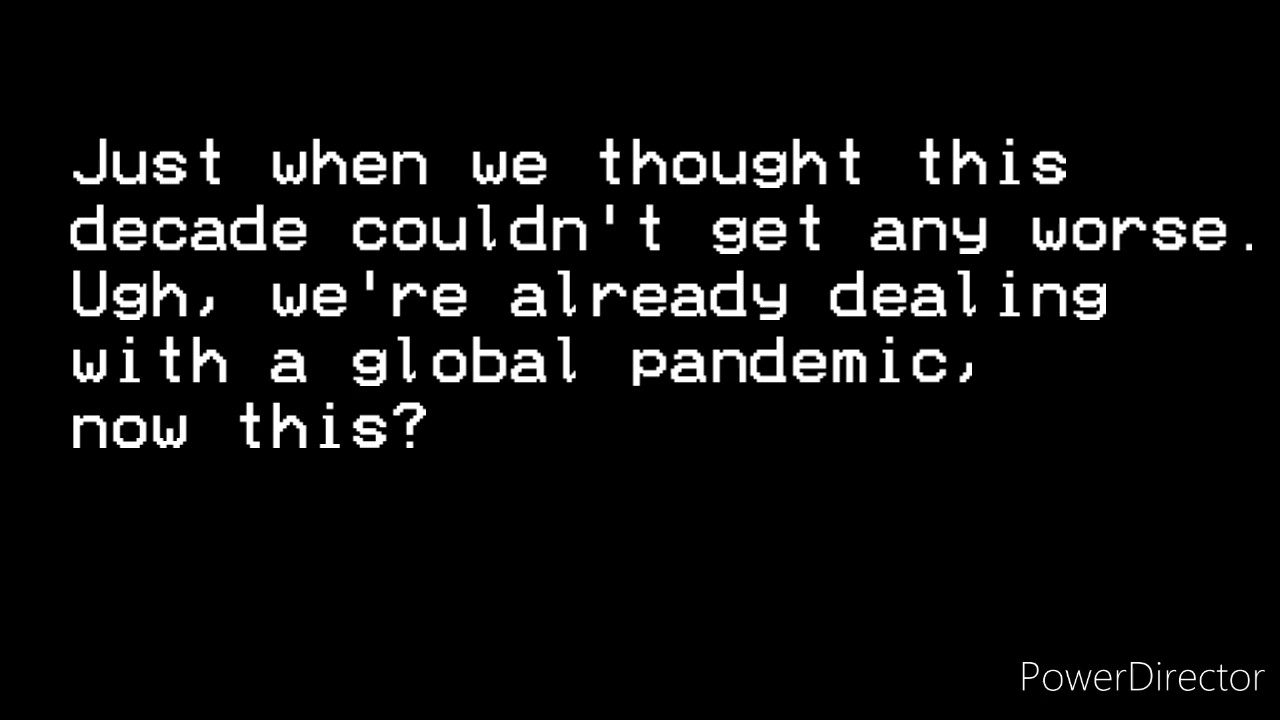 Just when we thought this
decade couldn't get any worse.
Ugh, we're already dealing
with a global pandemic,
now this?
PowerDirector